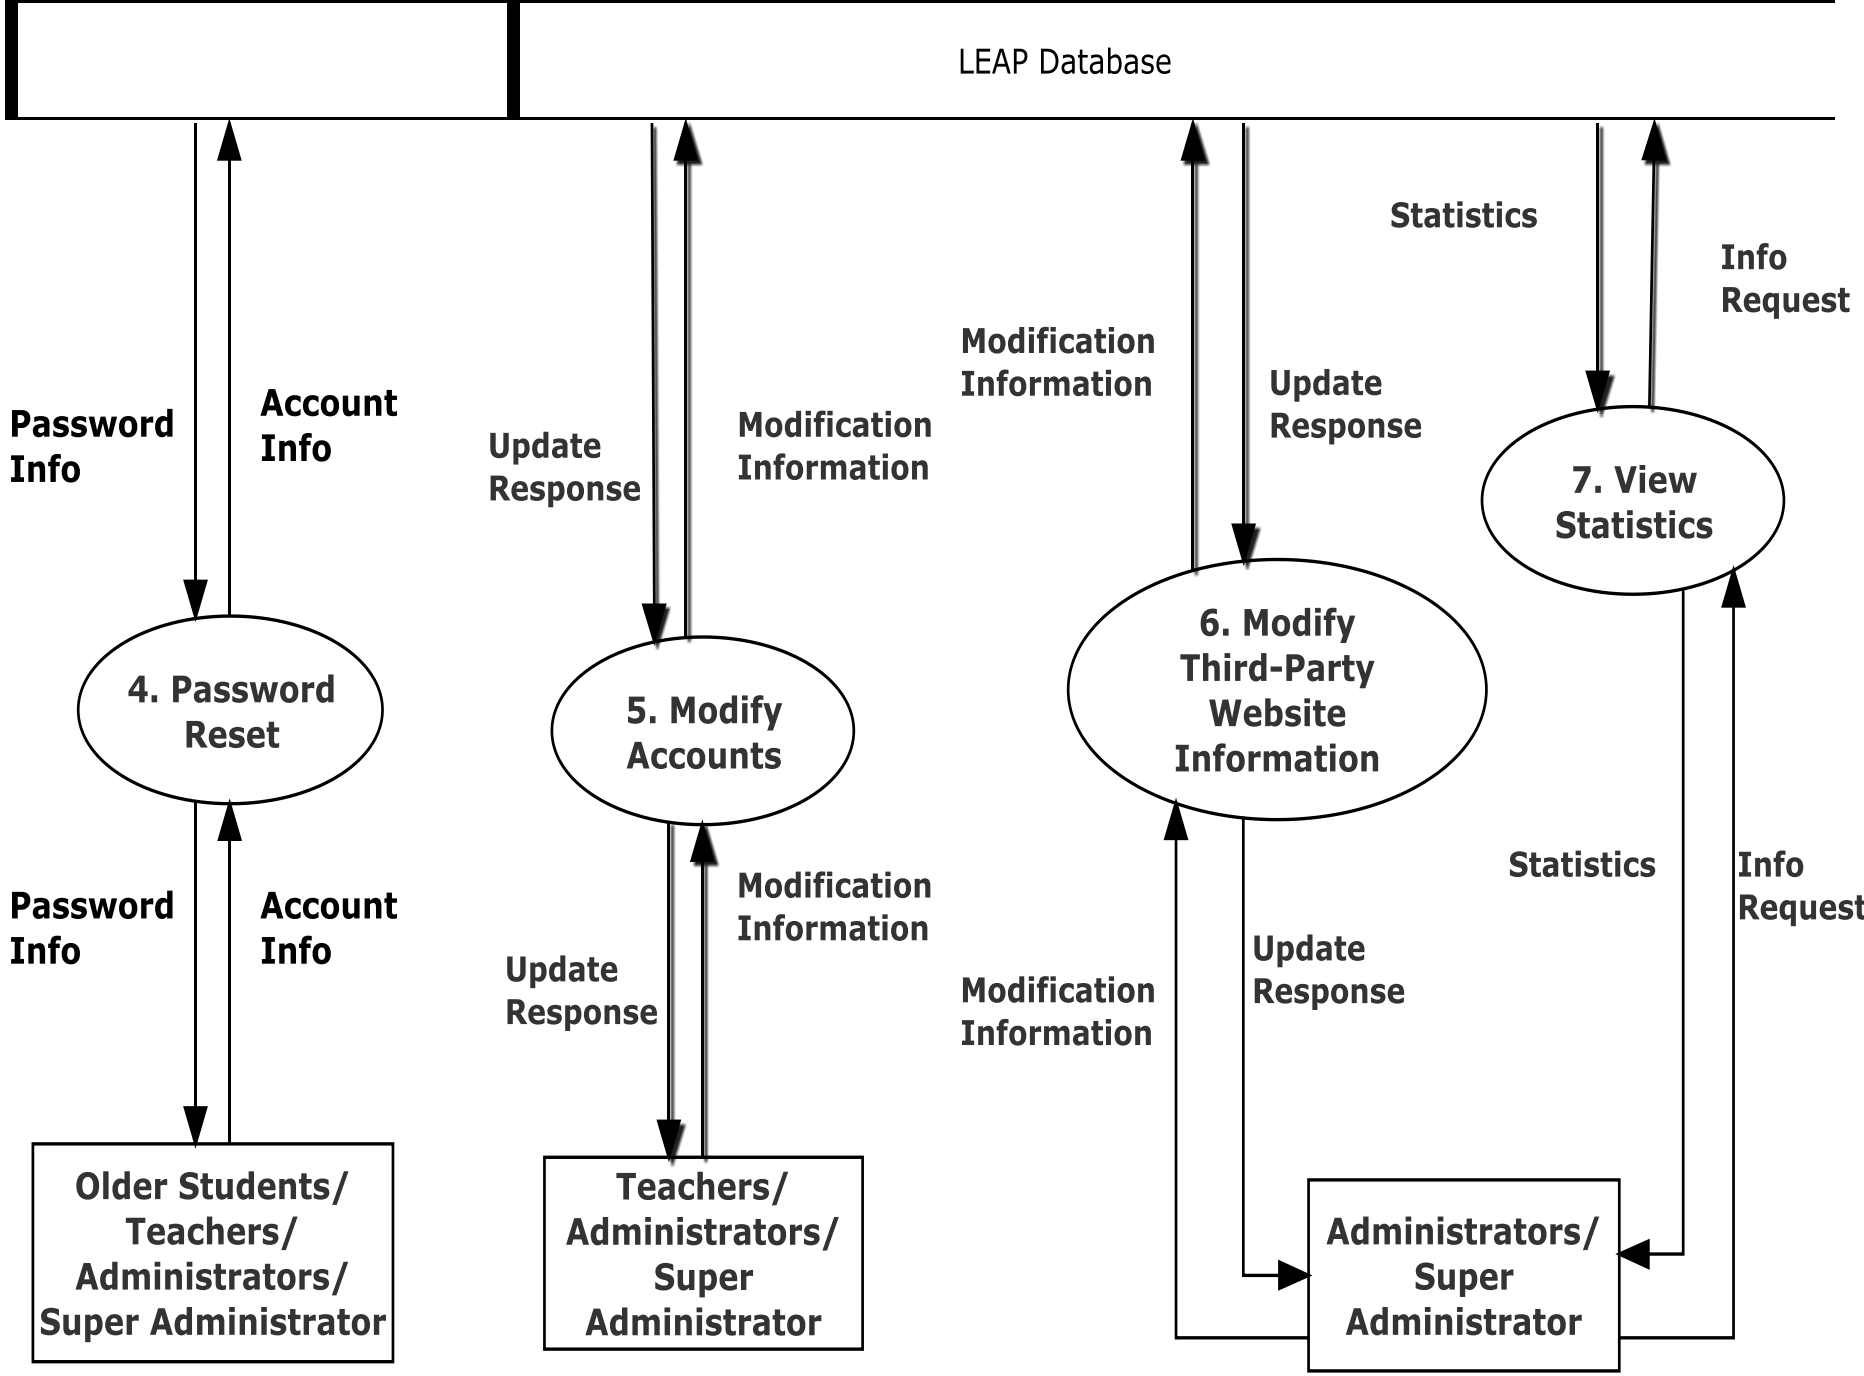 LEAP Database
Statistics
Info
Request
Modification
Information
Update
Response
Password
Info
Account
Info
Update
Response
Modification
Information
7. View
Statistics
4. Password
Reset
5. Modify
Accounts
6. Modify
Third-Party
Website
Information
Password
Info
Account
Info
Update
Response
Modification
Information
Modification
Information
Update
Response
Statistics
Info
Request
Older Students/
Teachers/
Administrators/
Super Administrator
Teachers/
Administrators/
Super
Administrator
Administrators/
Super
Administrator